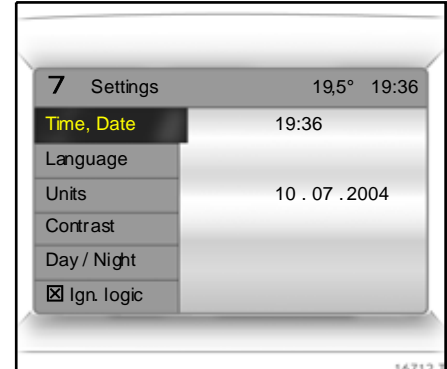 7 Settings 19,5° 19:36
Time, Date 19:36
Language
Units 10 . 07 . 2004
Contrast
Day / Night
☒ Ign. logic